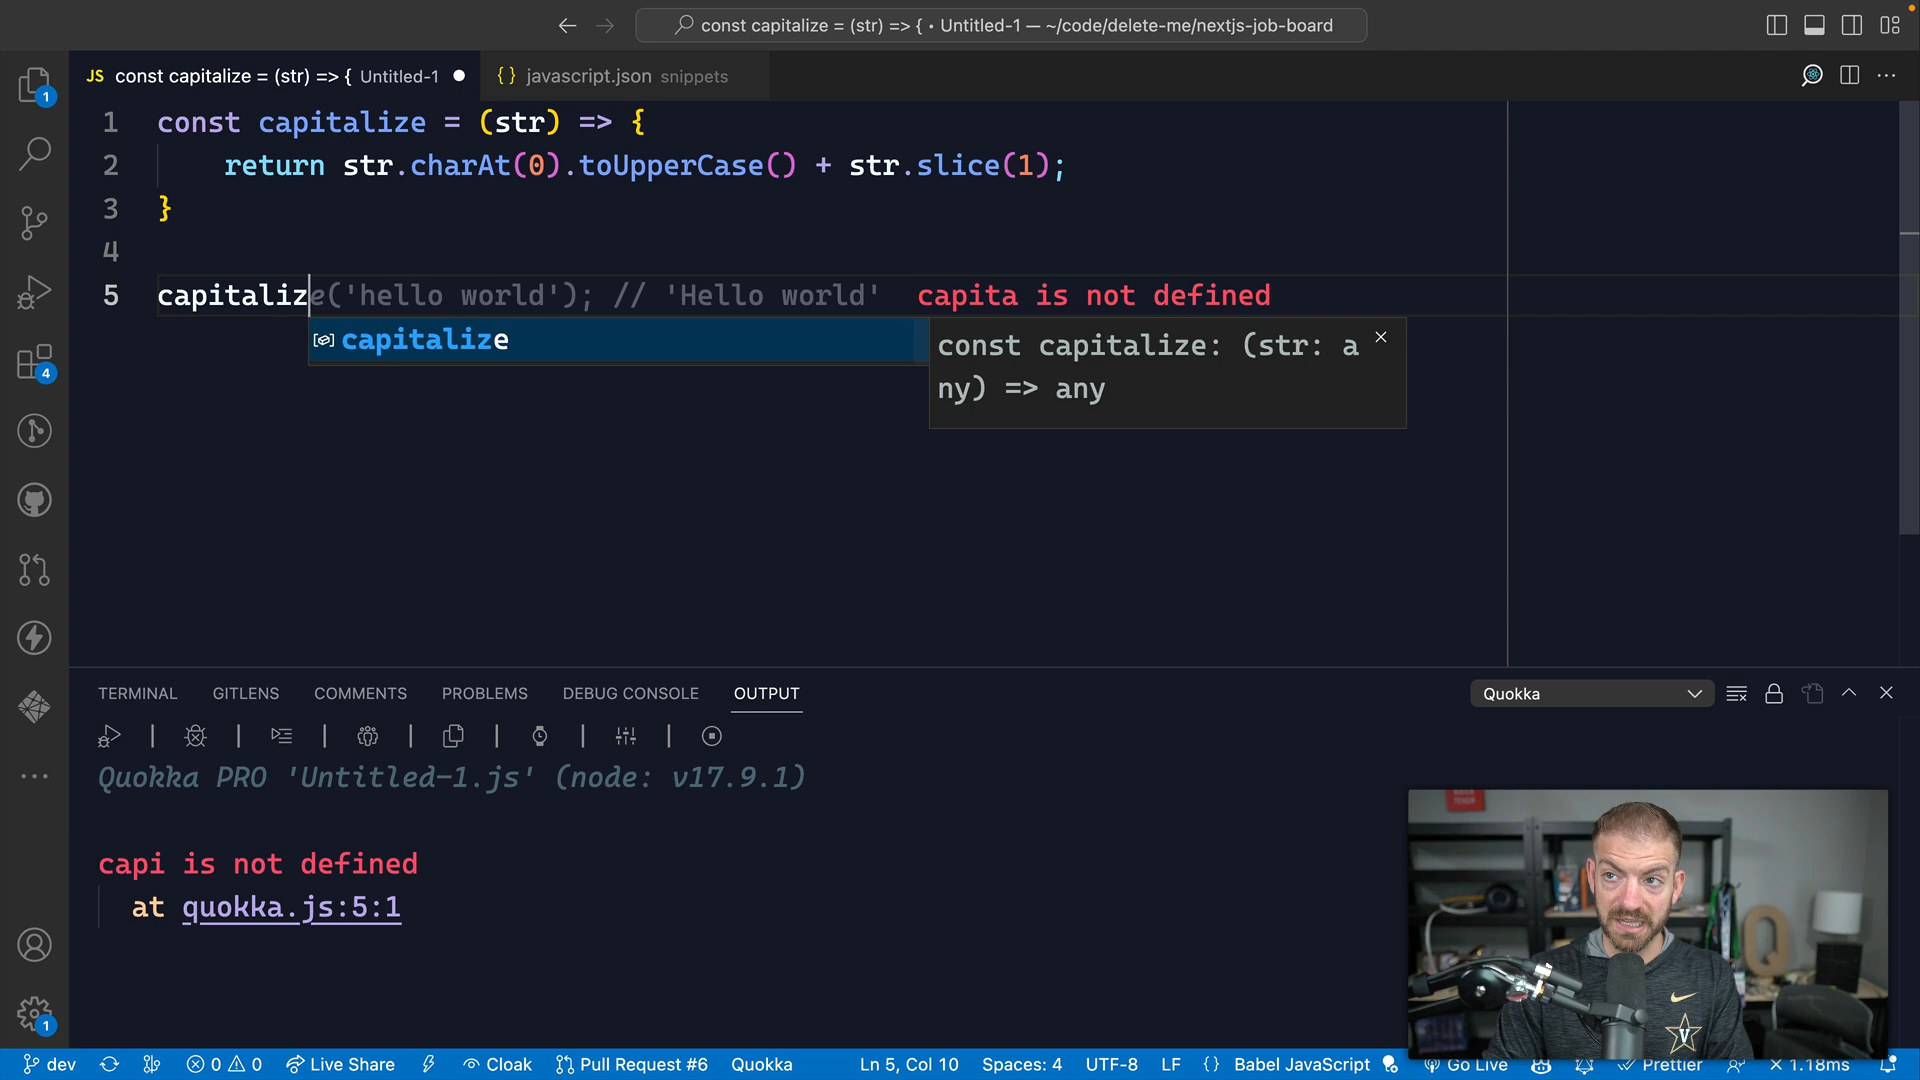 const capitalize = (str) => { • Untitled-1 — ~/code/delete-me/nextjs-job-board
JS const capitalize = (str) => { Untitled-1
{} javascript.json snippets
1
1 const capitalize = (str) => {
2 return str.charAt(0).toUpperCase() + str.slice(1);
3 }
4
5 capitalize('hello world'); // 'Hello world' capita is not defined
capitalize
const capitalize: (str: a
ny) => any
4
TERMINAL GITLENS COMMENTS PROBLEMS DEBUG CONSOLE OUTPUT
Quokka
Quokka PRO 'Untitled-1.js' (node: v17.9.1)
capi is not defined
at quokka.js:5:1
V
1
dev 0 0 Live Share Cloak Pull Request #6 Quokka Ln 5, Col 10 Spaces: 4 UTF-8 LF {} Babel JavaScript Go Live Prettier × 1.18ms